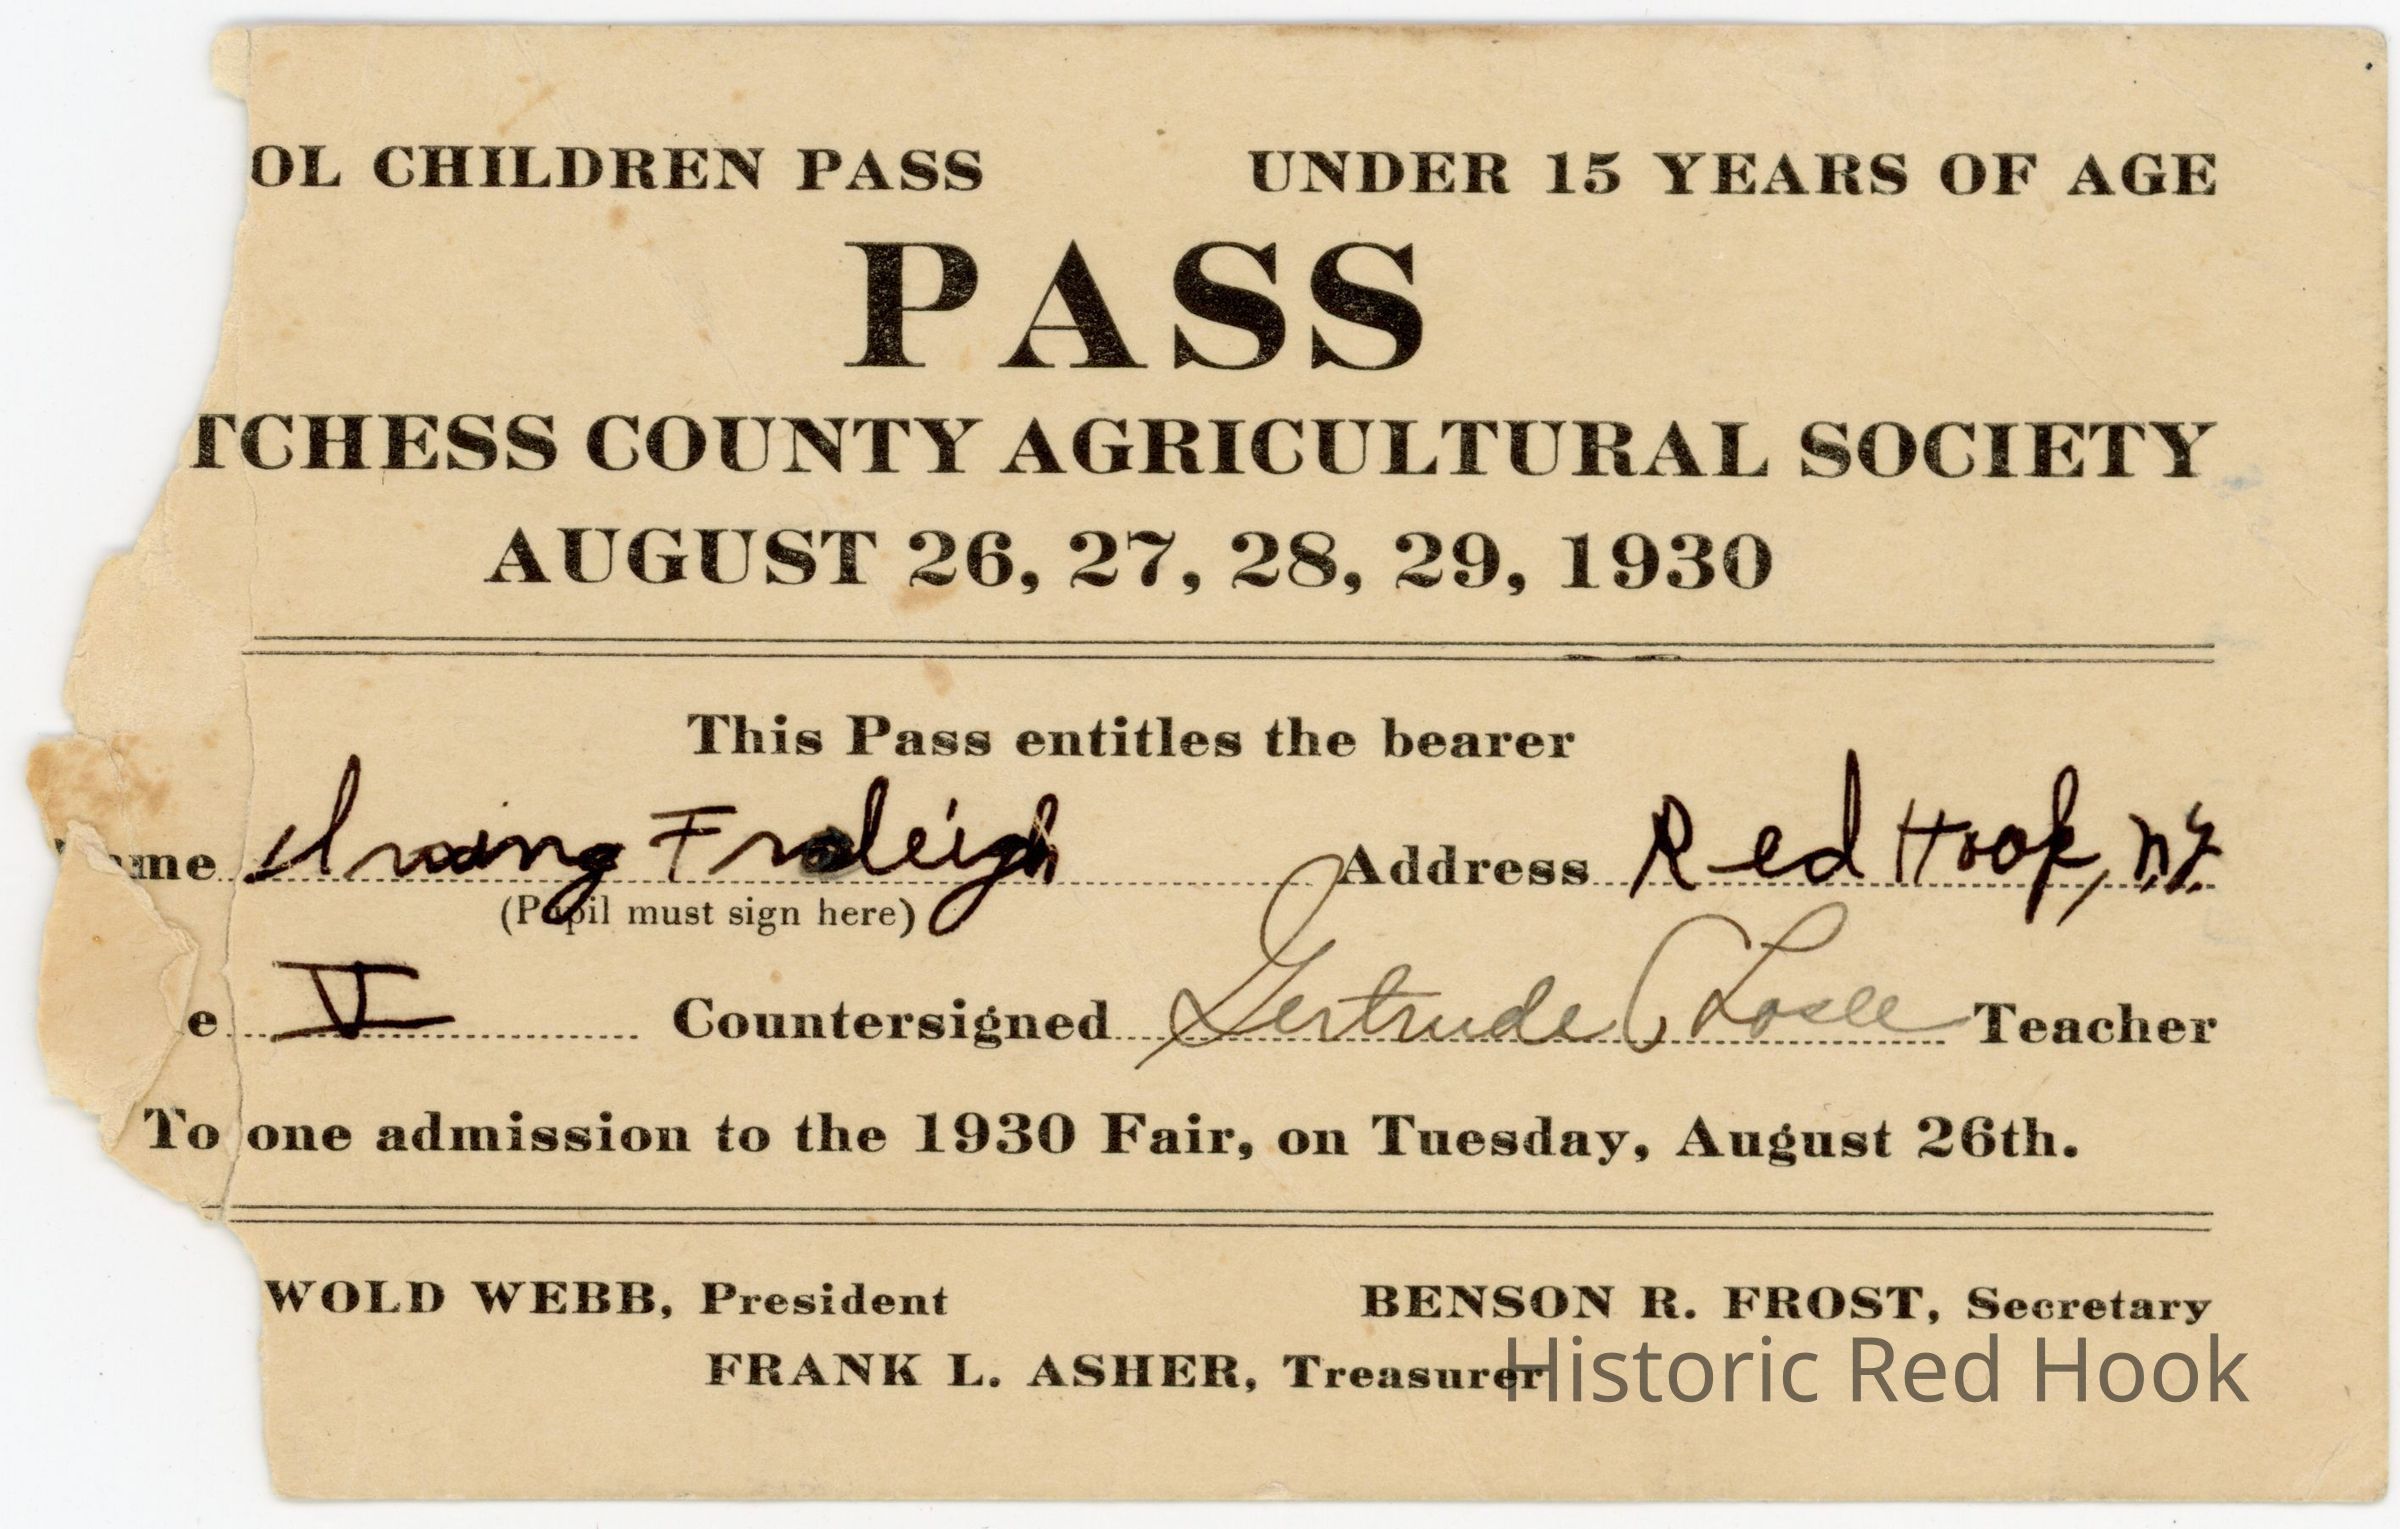 OL CHILDREN PASS UNDER 15 YEARS OF AGE
PASS
TCHESS COUNTY AGRICULTURAL SOCIETY
AUGUST 26, 27, 28, 29, 1930
This Pass entitles the bearer
ame Irving Fraleigh Address Red Hook, N.Y.
(Pupil must sign here)
e V Countersigned Gertrude C Losee Teacher
To one admission to the 1930 Fair, on Tuesday, August 26th.
WOLD WEBB, President BENSON R. FROST, Secretary
FRANK L. ASHER, Treasurer
Historic Red Hook